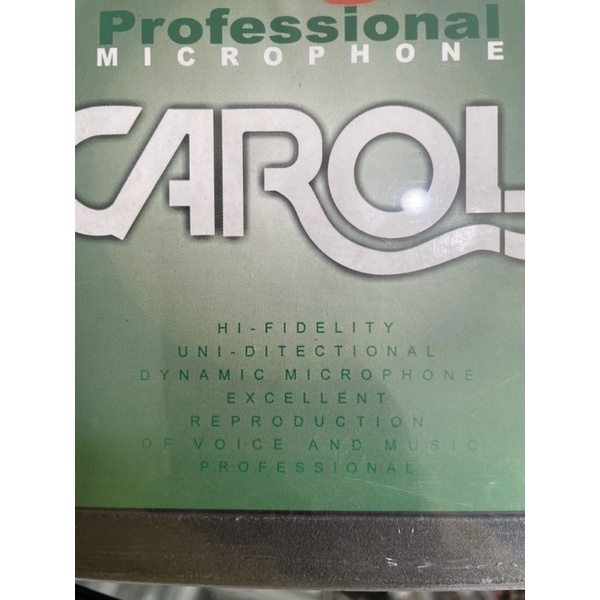 Professional
MICROPHONE
CAROL
HI-FIDELITY
UNI-DITECTIONAL
DYNAMIC MICROPHONE
EXCELLENT
REPRODUCTION
OF VOICE AND MUSIC
PROFESSIONAL